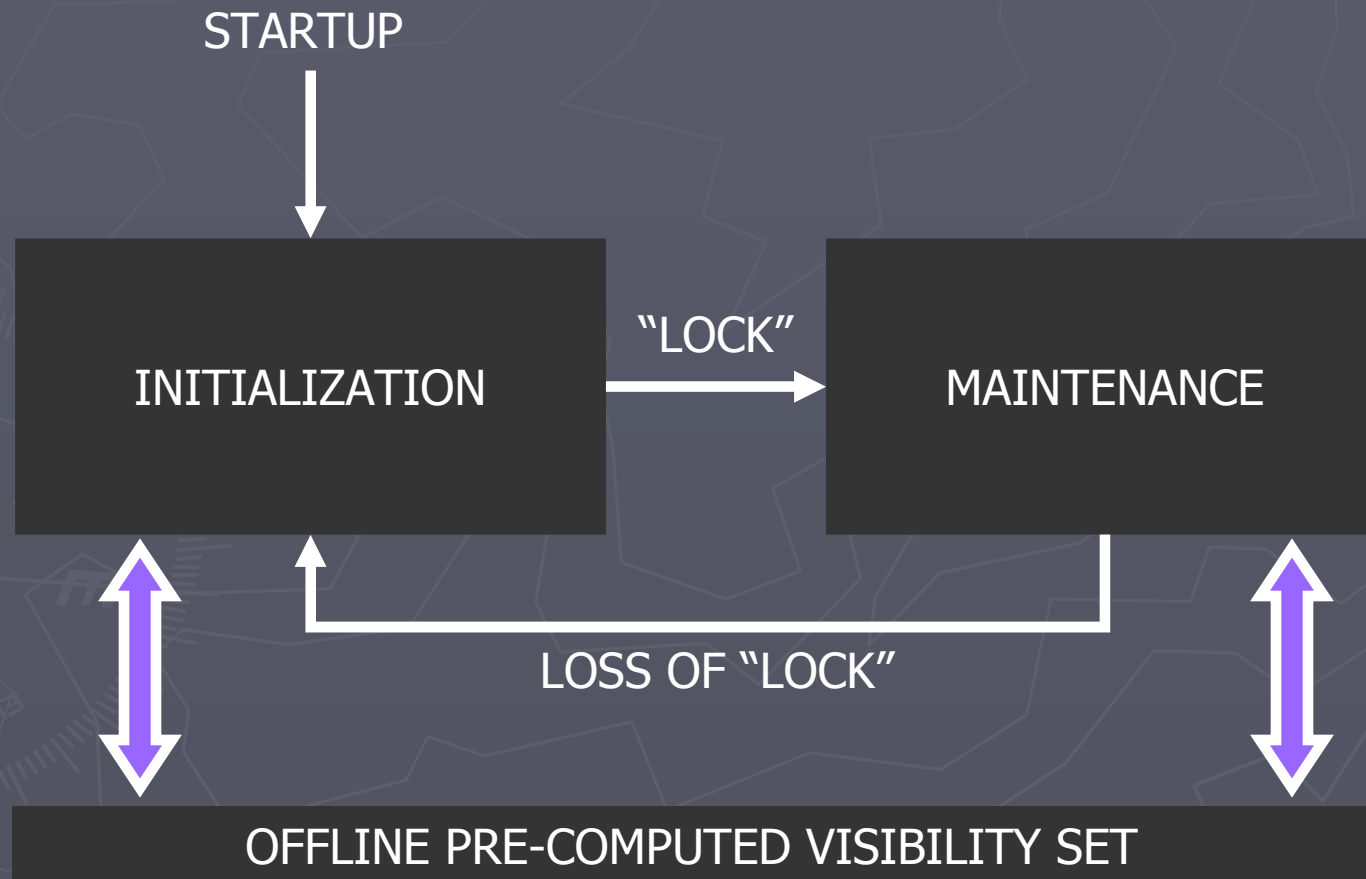 STARTUP
INITIALIZATION
“LOCK”
MAINTENANCE
LOSS OF “LOCK”
OFFLINE PRE-COMPUTED VISIBILITY SET